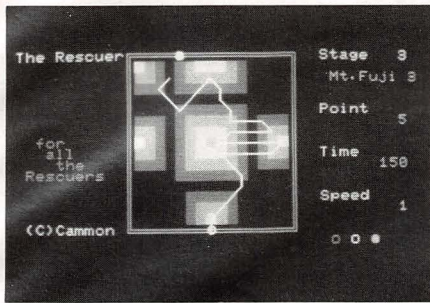 The Rescuer
for
all
the
Rescuers
(C)Cammon
Stage 3
Mt.Fuji 3
Point
5
Time
150
Speed
1